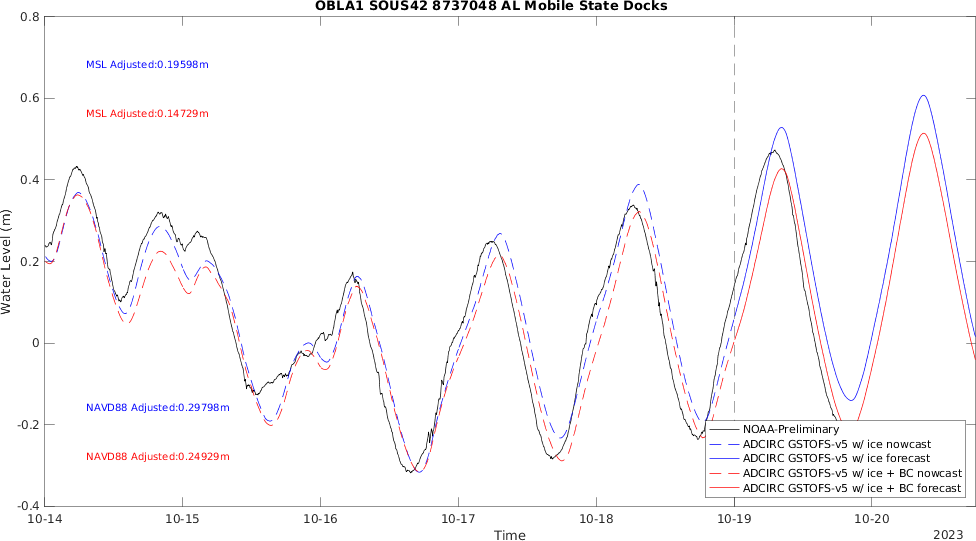 OBLA1 SOUS42 8737048 AL Mobile State Docks
0.8
0.6
0.4
0.2
0
-0.2
-0.4
Water Level (m)
MSL Adjusted:0.19598m
MSL Adjusted:0.14729m
NAVD88 Adjusted:0.29798m
NAVD88 Adjusted:0.24929m
NOAA-Preliminary
ADCIRC GSTOFS-v5 w/ ice nowcast
ADCIRC GSTOFS-v5 w/ ice forecast
ADCIRC GSTOFS-v5 w/ ice + BC nowcast
ADCIRC GSTOFS-v5 w/ ice + BC forecast
10-14 10-15 10-16 10-17 10-18 10-19 10-20
Time
2023